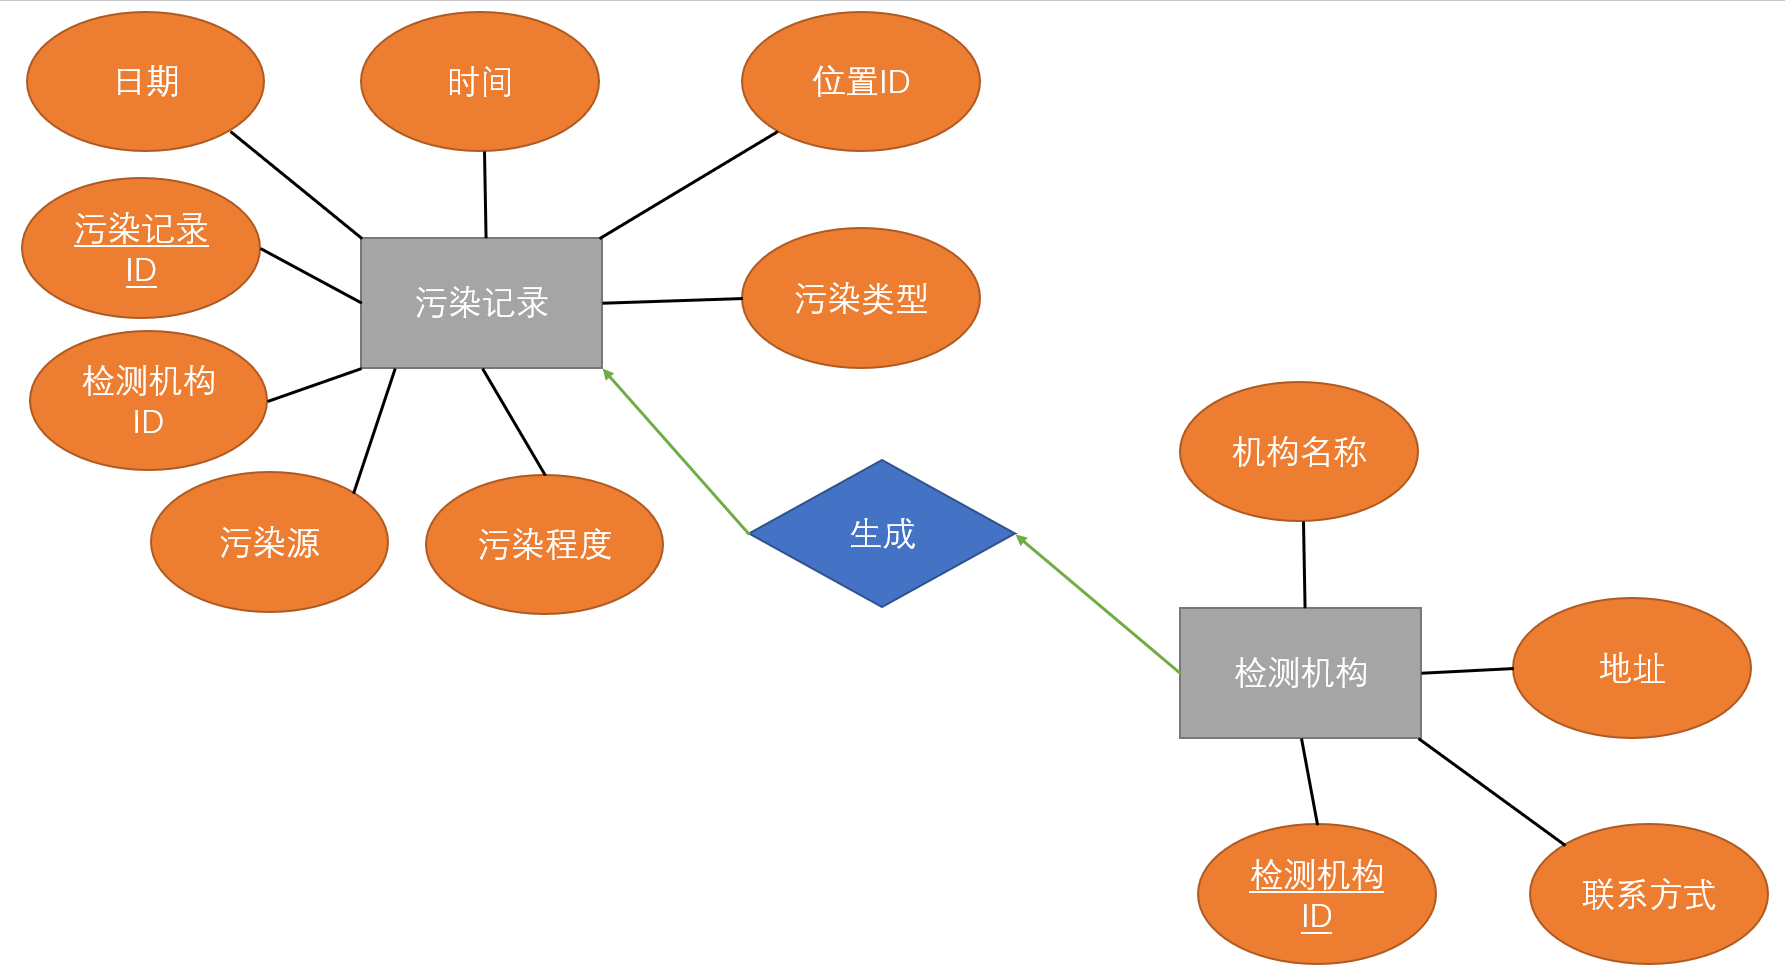 日期
时间
位置ID
污染记录
ID
污染记录
污染类型
检测机构
ID
污染源
污染程度
生成
机构名称
检测机构
地址
检测机构
ID
联系方式